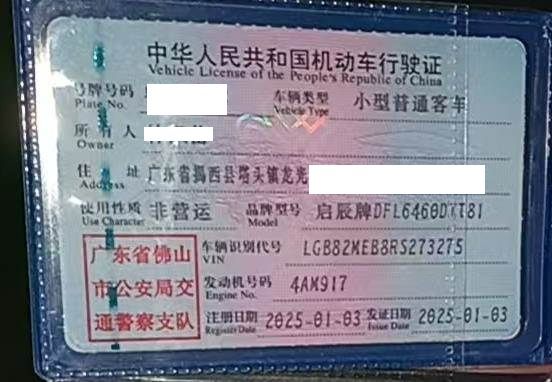 中华人民共和国机动车行驶证
Vehicle License of the People's Republic of China
号牌号码
Plate No.
车辆类型 小型普通客车
Vehicle Type
所有人
Owner
住址 广东省揭西县塔头镇龙光
Address
使用性质 非营运
Use Character
品牌型号 启辰牌DFL6460DXT81
Model
车辆识别代号 LGB82MEB8RS273275
VIN
发动机号码 4AM917
Engine No.
注册日期 2025-01-03
Register Date
发证日期 2025-01-03
Issue Date
广东省佛山
市公安局交
通警察支队